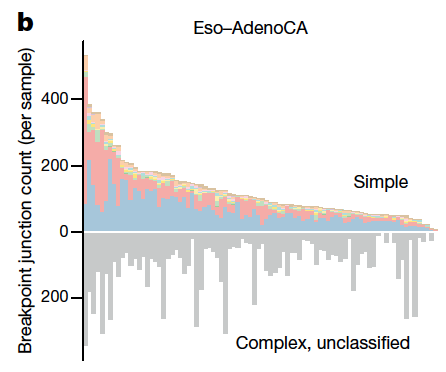 b
Eso–AdenoCA
Breakpoint junction count (per sample)
400
200
0
200
Simple
Complex, unclassified